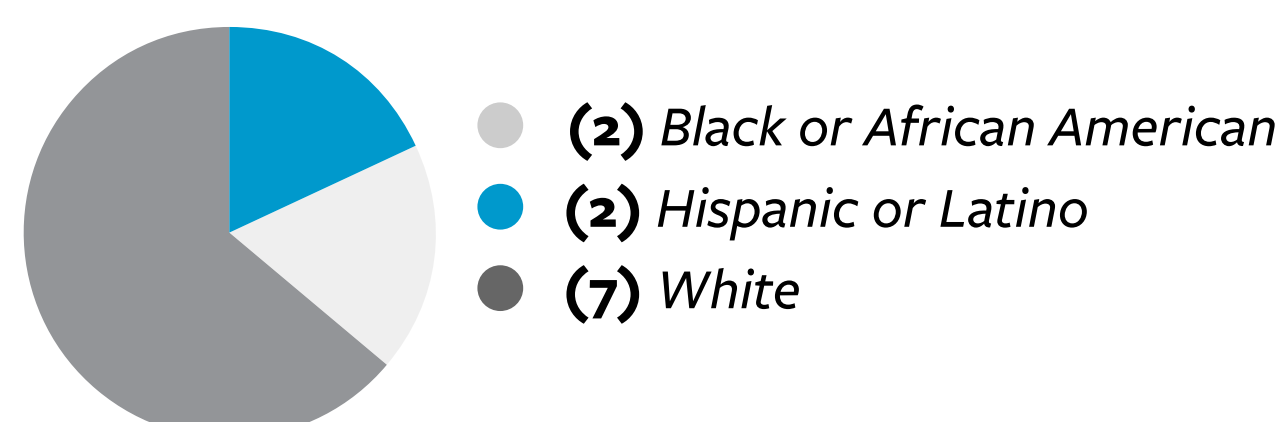 (2) Black or African American
(2) Hispanic or Latino
(7) White